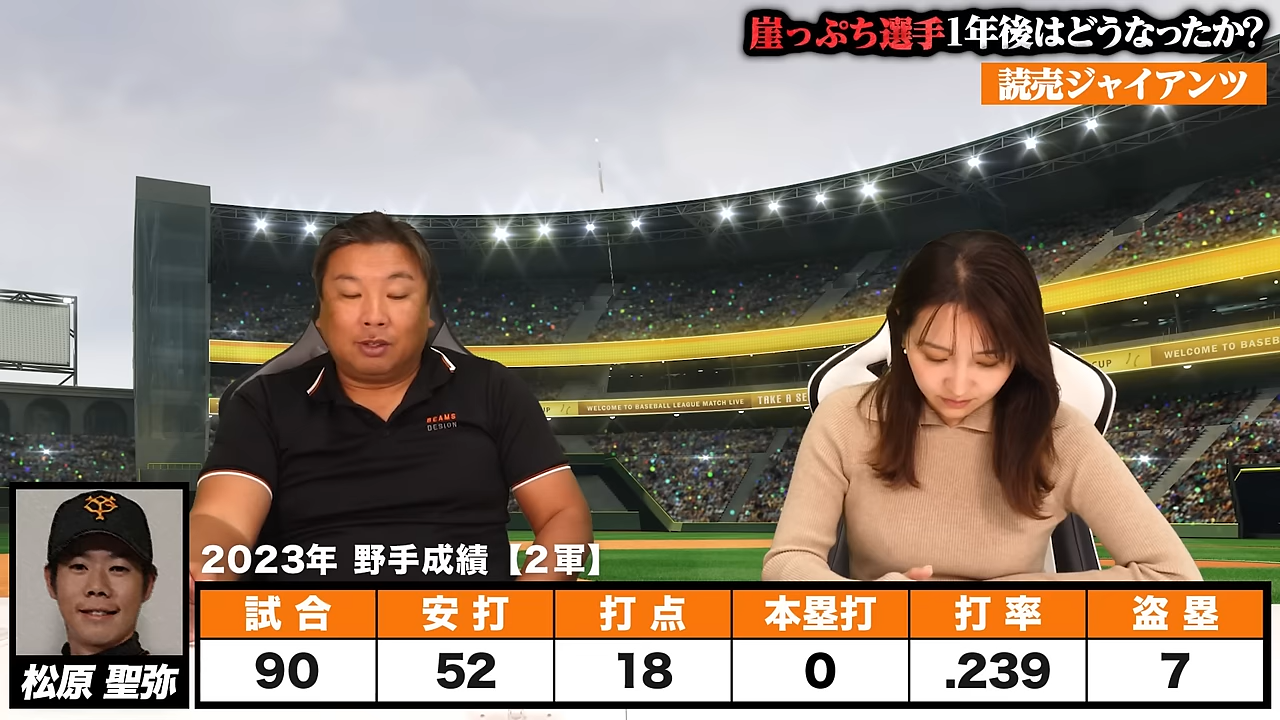 崖っぷち選手1年後はどうなったか?
読売ジャイアンツ
WELCOME TO BASEB
CUP
UP
WELCOME TO BASEBALL LEAGUE MATCH LIVE
TAKE A SE
BEAMS
DESIGN
2023年 野手成績【2軍】
試合 安打 打点 本塁打 打率 盗塁
90 52 18 0 .239 7
松原 聖弥